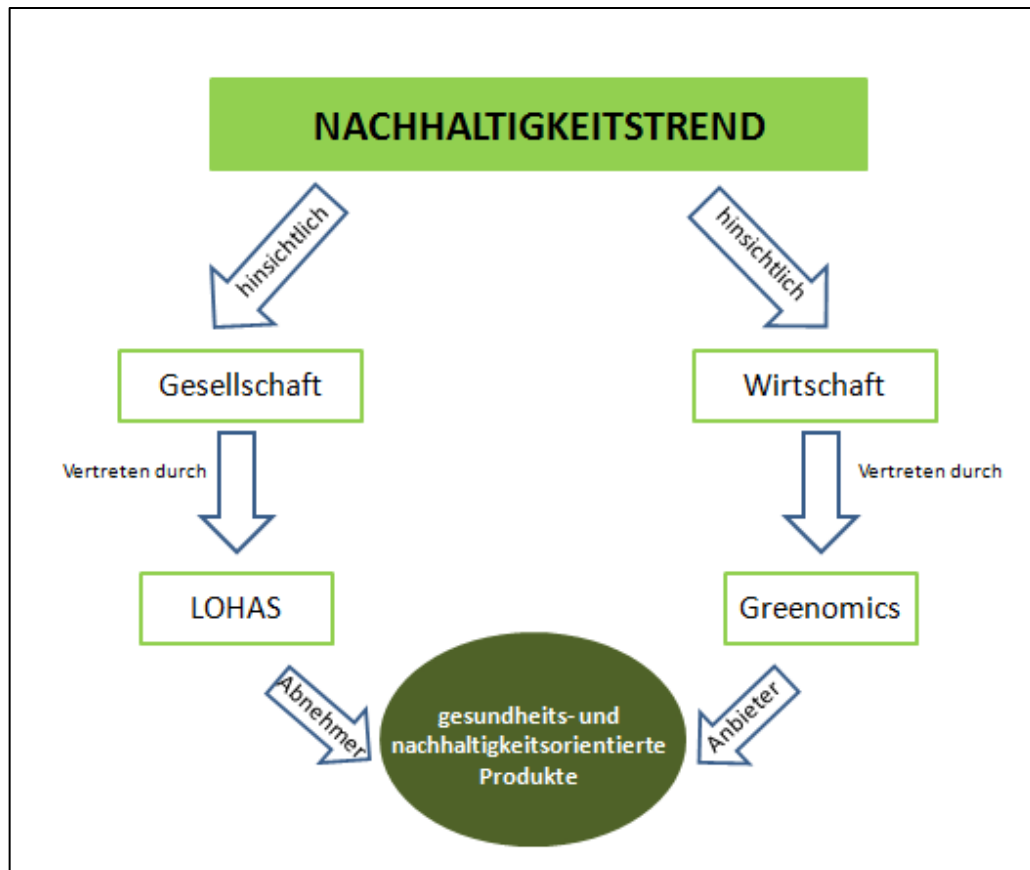 NACHHALTIGKEITSTREND
hinsichtlich
hinsichtlich
Gesellschaft
Wirtschaft
Vertreten durch
Vertreten durch
LOHAS
Greenomics
Abnehmer
Anbieter
gesundheits- und
nachhaltigkeitsorientierte
Produkte